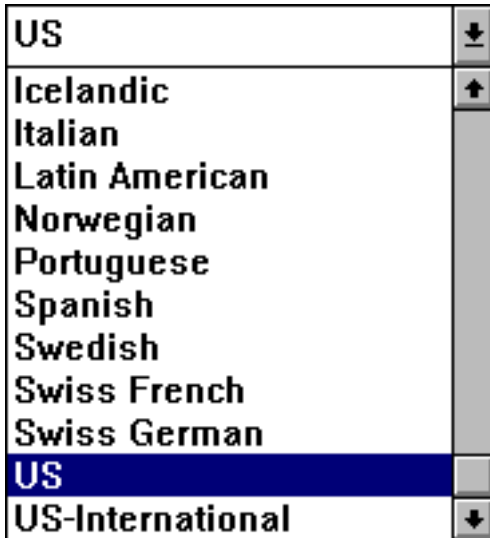 US
Icelandic
Italian
Latin American
Norwegian
Portuguese
Spanish
Swedish
Swiss French
Swiss German
US
US-International